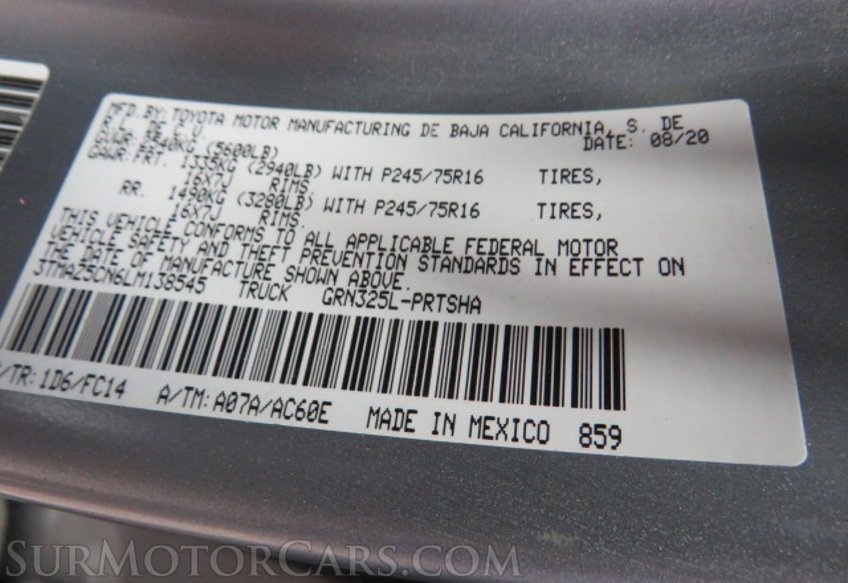 MFD. BY: TOYOTA MOTOR MANUFACTURING DE BAJA CALIFORNIA, S. DE
R.L. DE C.V. DATE: 08/20
GVWR: 2540KG (5600LB)
GAWR: FRT. 1335KG (2940LB) WITH P245/75R16 TIRES,
16X7J RIMS.
RR. 1490KG (3280LB) WITH P245/75R16 TIRES,
16X7J RIMS.
THIS VEHICLE CONFORMS TO ALL APPLICABLE FEDERAL MOTOR
VEHICLE SAFETY AND THEFT PREVENTION STANDARDS IN EFFECT ON
THE DATE OF MANUFACTURE SHOWN ABOVE.
3TMAZ5CN6LM138545 TRUCK GRN325L-PRTSHA
/TR: 1D6/FC14 A/TM: A07A/AC60E MADE IN MEXICO 859
SurMotorCars.com